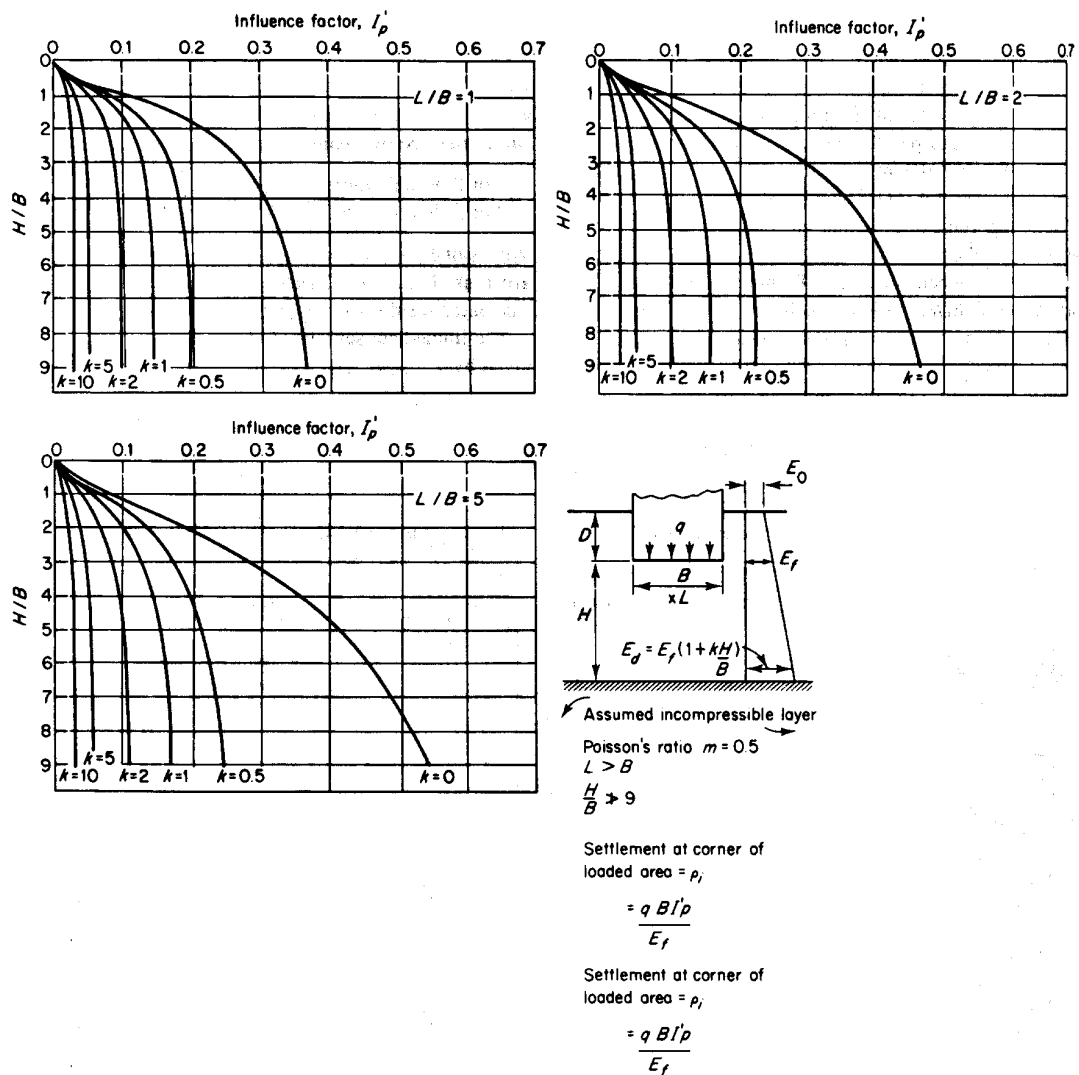 Influence factor, I'p
0 0.1 0.2 0.3 0.4 0.5 0.6 0.7
0
1
2
3
4
5
6
7
8
9
H/B
L/B=1
k=10 k=5 k=2 k=1 k=0.5 k=0
Influence factor, I'p
0 0.1 0.2 0.3 0.4 0.5 0.6 0.7
0
1
2
3
4
5
6
7
8
9
H/B
L/B=2
k=10 k=5 k=2 k=1 k=0.5 k=0
Influence factor, I'p
0 0.1 0.2 0.3 0.4 0.5 0.6 0.7
0
1
2
3
4
5
6
7
8
9
H/B
L/B=5
k=10 k=5 k=2 k=1 k=0.5 k=0
E0
D
q
Ef
B
xL
H
Ed = Ef(1+kH/B)
Assumed incompressible layer
Poisson's ratio m = 0.5
L > B
H/B ≯ 9
Settlement at corner of
loaded area = ρi
= q B I'p
Ef
Settlement at corner of
loaded area = ρi
= q B I'p
Ef